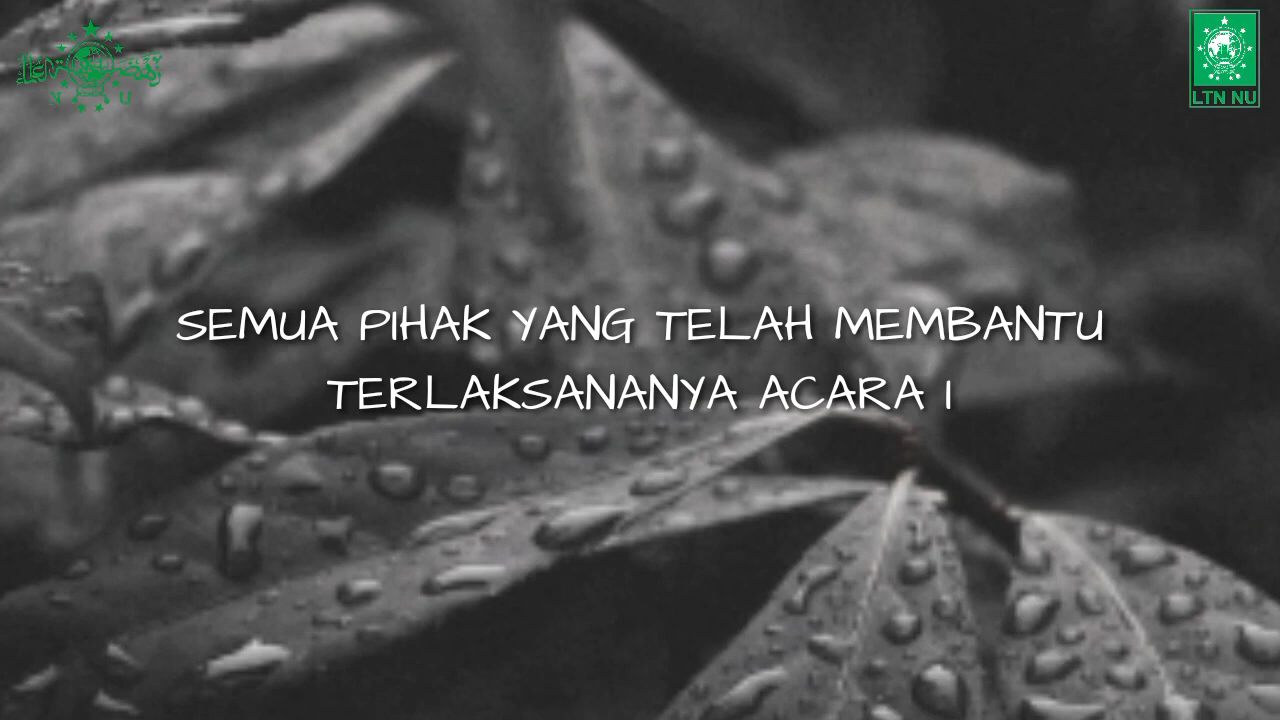 N U
LTN NU
SEMUA PIHAK YANG TELAH MEMBANTU
TERLAKSANANYA ACARA I